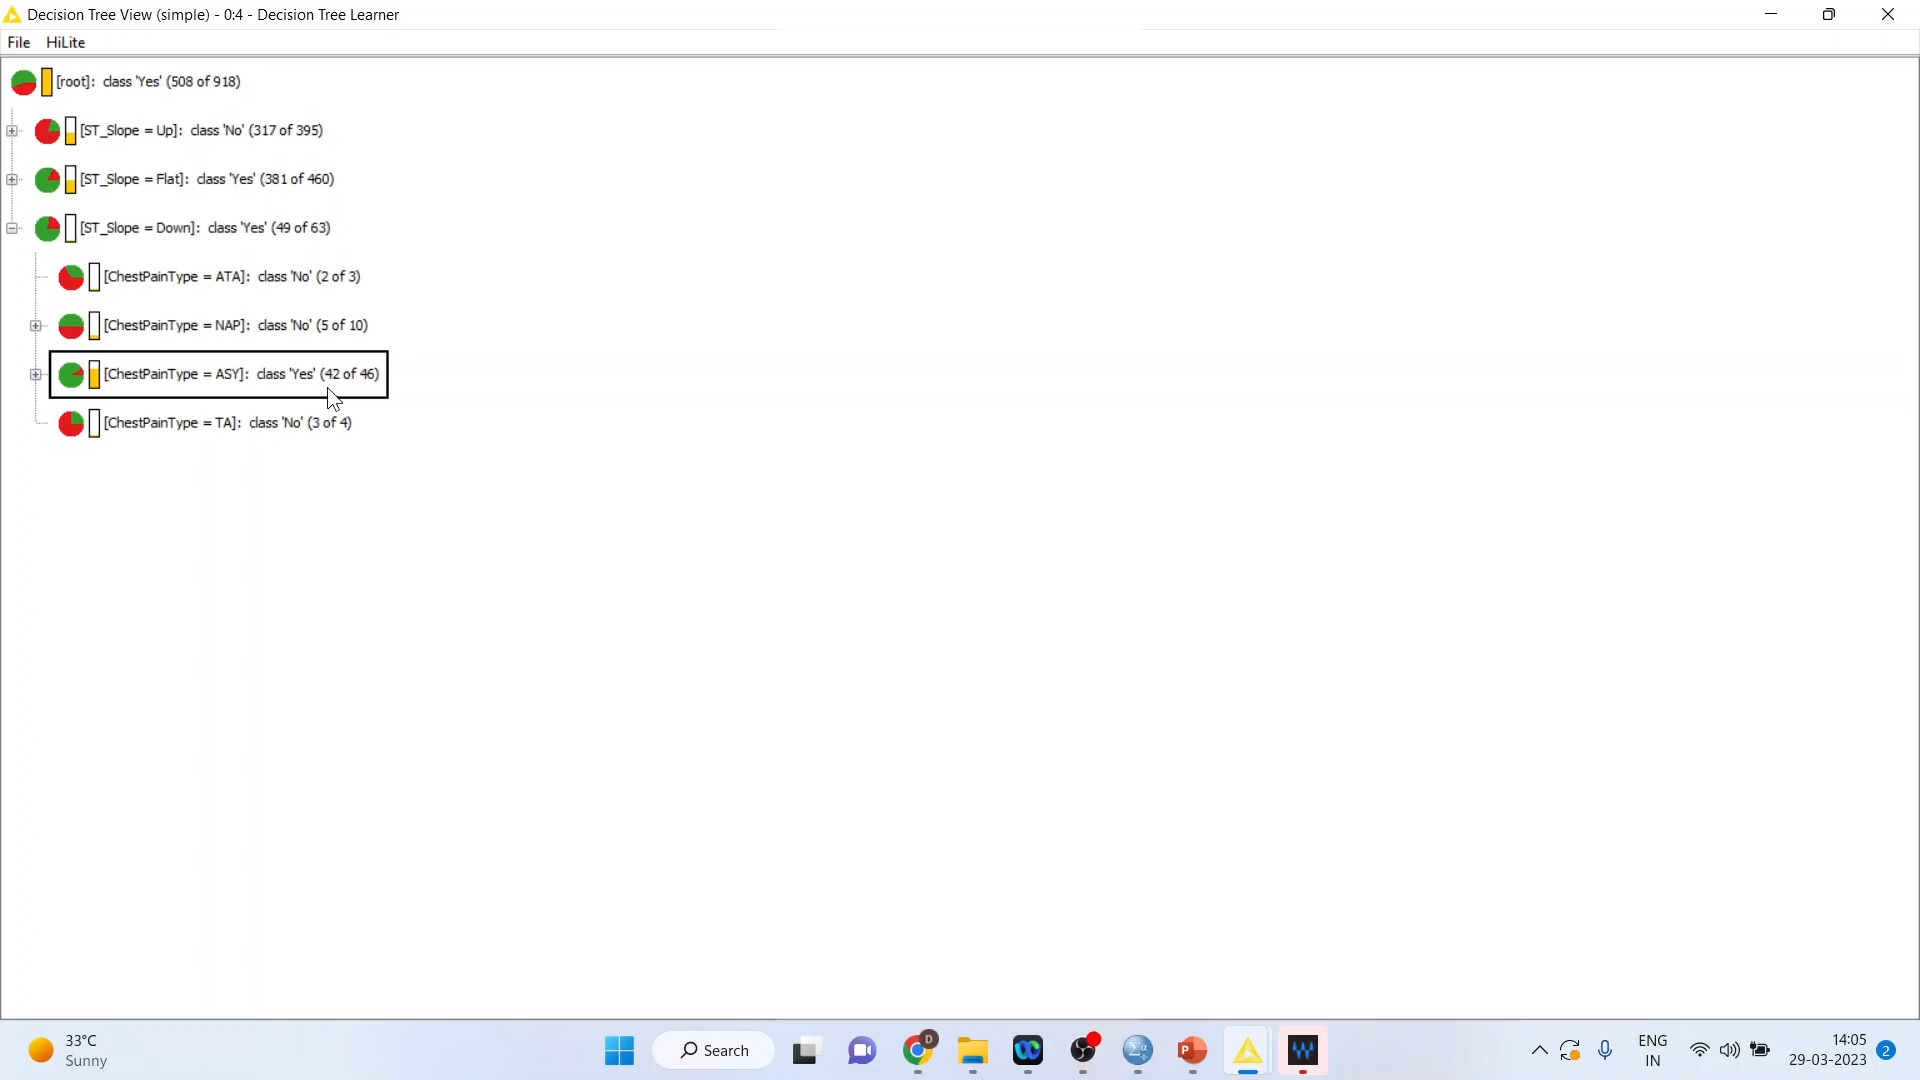 Decision Tree View (simple) - 0:4 - Decision Tree Learner
File HiLite
[root]: class 'Yes' (508 of 918)
[ST_Slope = Up]: class 'No' (317 of 395)
[ST_Slope = Flat]: class 'Yes' (381 of 460)
[ST_Slope = Down]: class 'Yes' (49 of 63)
[ChestPainType = ATA]: class 'No' (2 of 3)
[ChestPainType = NAP]: class 'No' (5 of 10)
[ChestPainType = ASY]: class 'Yes' (42 of 46)
[ChestPainType = TA]: class 'No' (3 of 4)
33°C
Sunny
Search
D
P
ENG
IN
14:05
29-03-2023
2